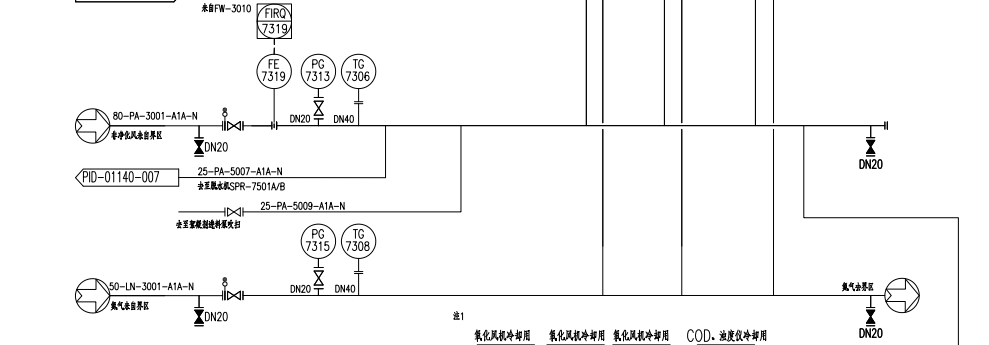 来自FW-3010
FIRQ
7319
FE
7319
PG
7313
TG
7306
80-PA-3001-A1A-N
非净化风来自界区
DN20
DN20
DN40
DN20
PID-01140-007
25-PA-5007-A1A-N
去至脱水机SPR-7501A/B
25-PA-5009-A1A-N
去至絮凝剂进料泵吹扫
PG
7315
TG
7308
50-LN-3001-A1A-N
氮气来自界区
DN20
DN20
DN40
氮气去界区
DN20
注1
氧化风机冷却用
氧化风机冷却用
氧化风机冷却用
COD、浊度仪冷却用